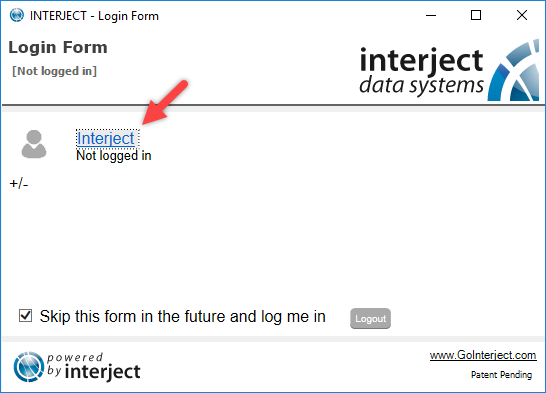 INTERJECT - Login Form
Login Form
[Not logged in]
interject
data systems
Interject
Not logged in
+/-
Skip this form in the future and log me in
Logout
powered
by interject
www.GoInterject.com
Patent Pending